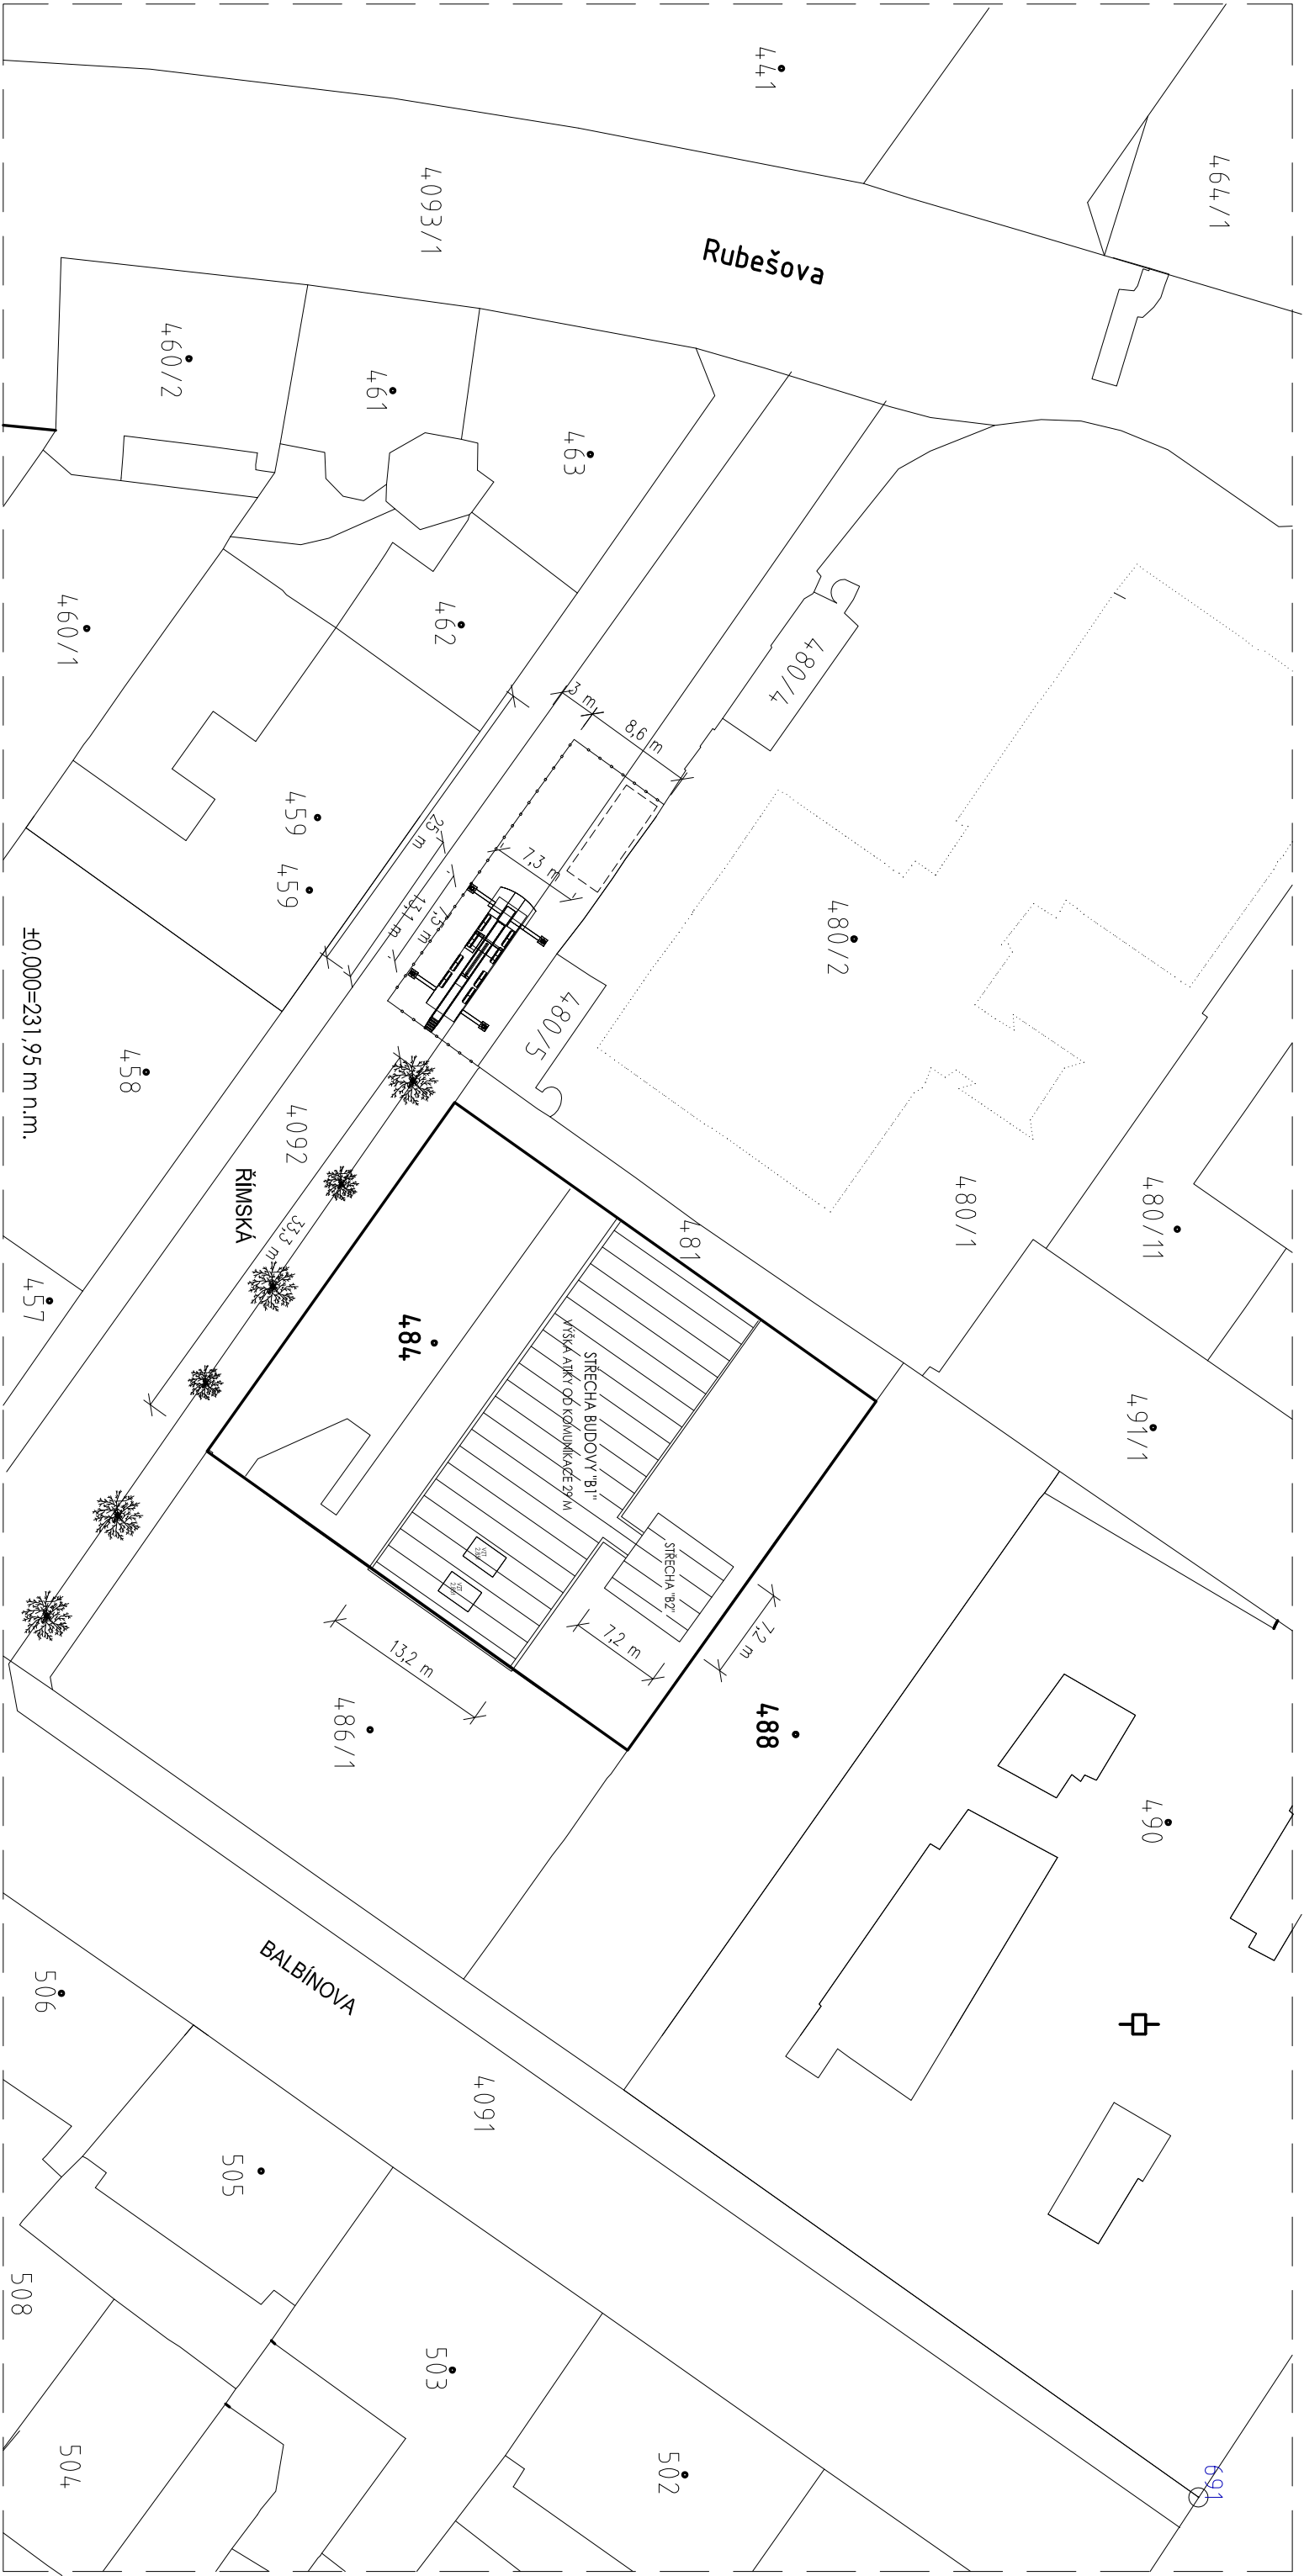 441
464/1
4093/1
Rubešova
460/2
461
463
460/1
462
480/4
3 m
8,6 m
459
459
25 m
13,1 m
7,5 m
7,3 m
480/2
480/5
±0,000=231,95 m n.m.
458
4092
ŘÍMSKÁ
33,3 m
457
481
480/1
480/11
484
STŘECHA BUDOVY "B1"
VÝŠKA ATIKY OD KOMUNIKACE 29 M
491/1
STŘECHA "B2"
VZT
VZT
13,2 m
7,2 m
7,2 m
486/1
488
490
BALBÍNOVA
506
4091
505
508
503
504
502
691